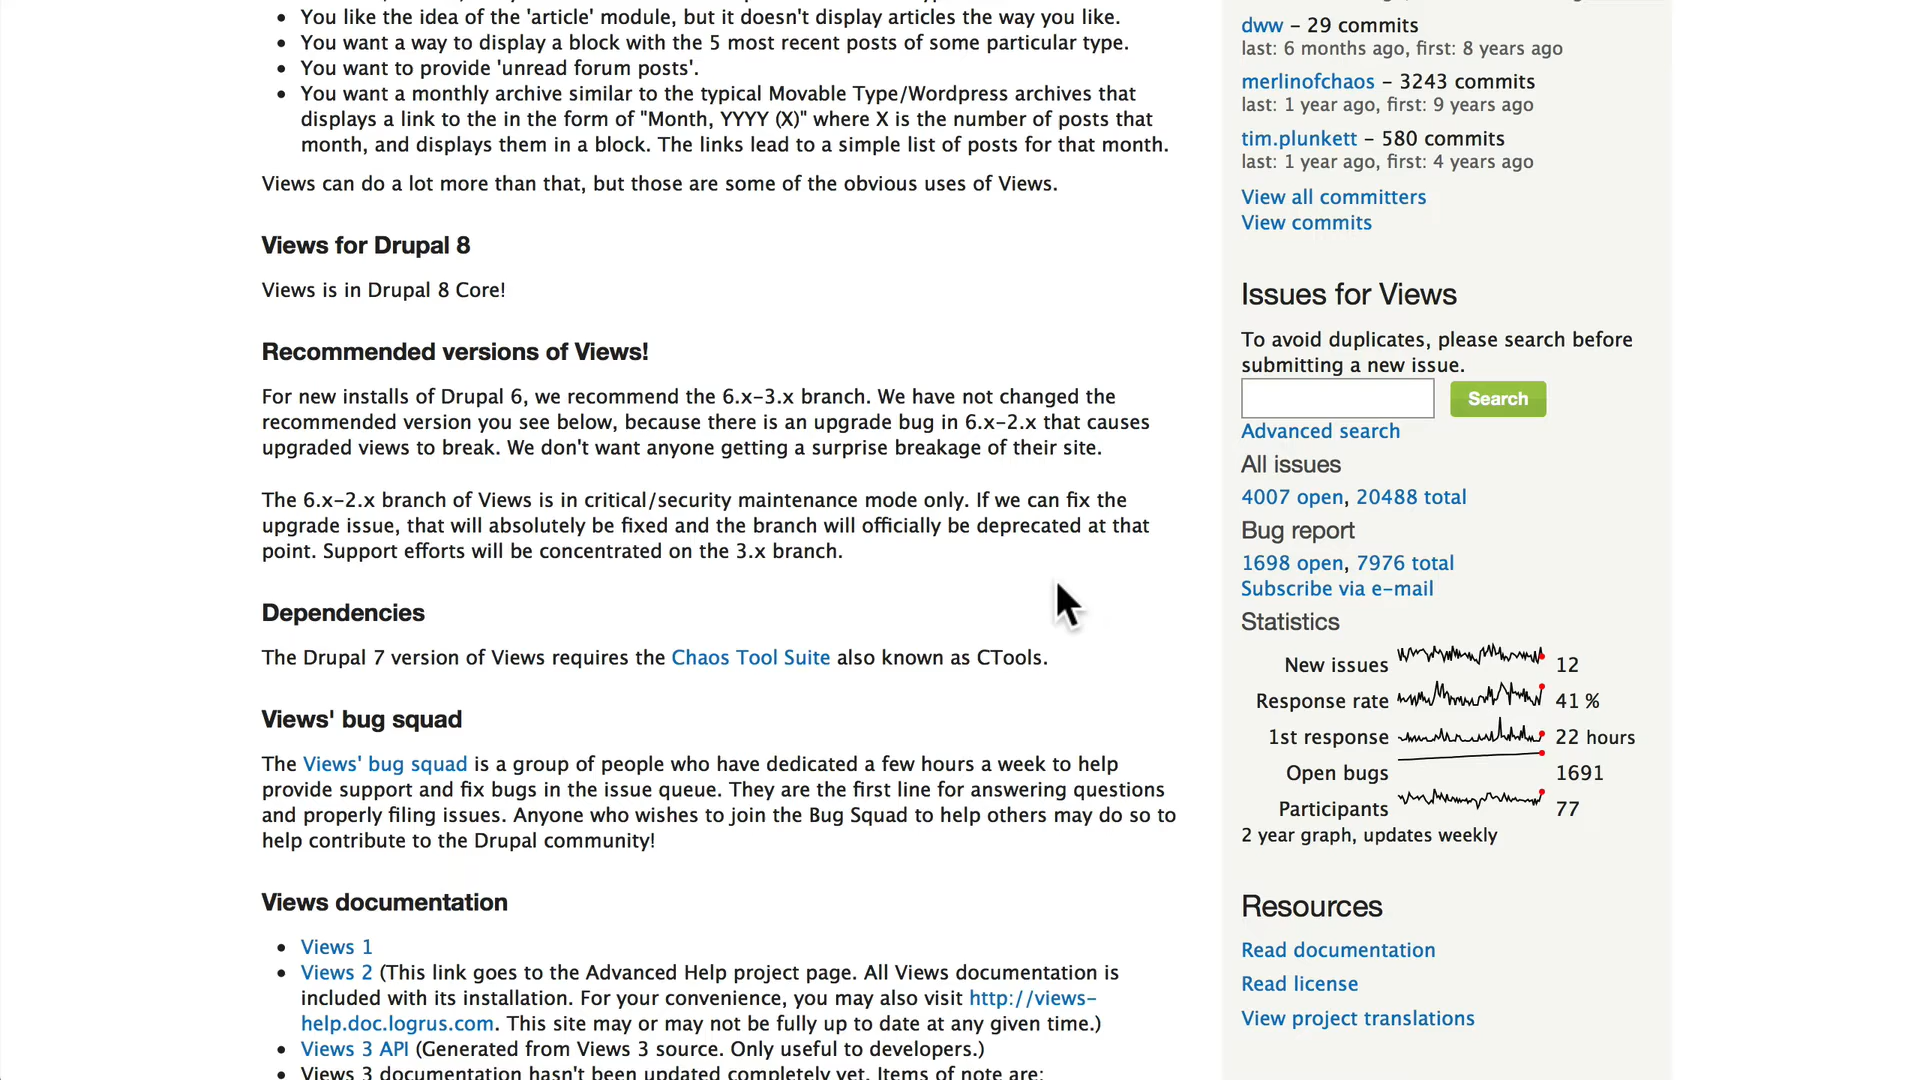 • You like the idea of the 'article' module, but it doesn't display articles the way you like.
• You want a way to display a block with the 5 most recent posts of some particular type.
• You want to provide 'unread forum posts'.
• You want a monthly archive similar to the typical Movable Type/Wordpress archives that
displays a link to the in the form of "Month, YYYY (X)" where X is the number of posts that
month, and displays them in a block. The links lead to a simple list of posts for that month.
Views can do a lot more than that, but those are some of the obvious uses of Views.
Views for Drupal 8
Views is in Drupal 8 Core!
Recommended versions of Views!
For new installs of Drupal 6, we recommend the 6.x-3.x branch. We have not changed the
recommended version you see below, because there is an upgrade bug in 6.x-2.x that causes
upgraded views to break. We don't want anyone getting a surprise breakage of their site.
The 6.x-2.x branch of Views is in critical/security maintenance mode only. If we can fix the
upgrade issue, that will absolutely be fixed and the branch will officially be deprecated at that
point. Support efforts will be concentrated on the 3.x branch.
Dependencies
The Drupal 7 version of Views requires the Chaos Tool Suite also known as CTools.
Views' bug squad
The Views' bug squad is a group of people who have dedicated a few hours a week to help
provide support and fix bugs in the issue queue. They are the first line for answering questions
and properly filing issues. Anyone who wishes to join the Bug Squad to help others may do so to
help contribute to the Drupal community!
Views documentation
• Views 1
• Views 2 (This link goes to the Advanced Help project page. All Views documentation is
included with its installation. For your convenience, you may also visit http://views-
help.doc.logrus.com. This site may or may not be fully up to date at any given time.)
• Views 3 API (Generated from Views 3 source. Only useful to developers.)
• Views 3 documentation hasn't been updated completely yet. Items of note are:
dww – 29 commits
last: 6 months ago, first: 8 years ago
merlinofchaos – 3243 commits
last: 1 year ago, first: 9 years ago
tim.plunkett – 580 commits
last: 1 year ago, first: 4 years ago
View all committers
View commits
Issues for Views
To avoid duplicates, please search before
submitting a new issue.
Search
Advanced search
All issues
4007 open, 20488 total
Bug report
1698 open, 7976 total
Subscribe via e-mail
Statistics
New issues 12
Response rate 41 %
1st response 22 hours
Open bugs 1691
Participants 77
2 year graph, updates weekly
Resources
Read documentation
Read license
View project translations